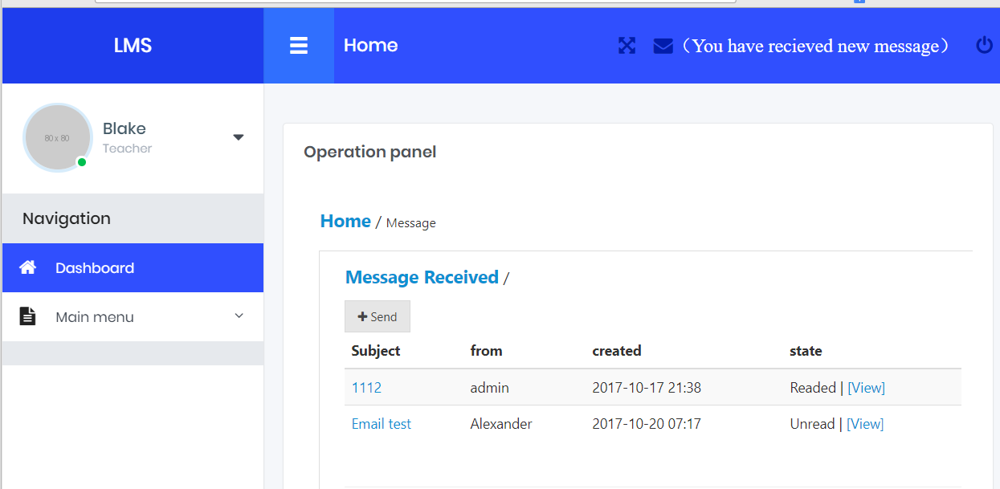 LMS
Home
（You have recieved new message）
80 x 80
Blake
Teacher
Navigation
Dashboard
Main menu
Operation panel
Home / Message
Message Received /
Send
Subject from created state
1112 admin 2017-10-17 21:38 Readed | [View]
Email test Alexander 2017-10-20 07:17 Unread | [View]